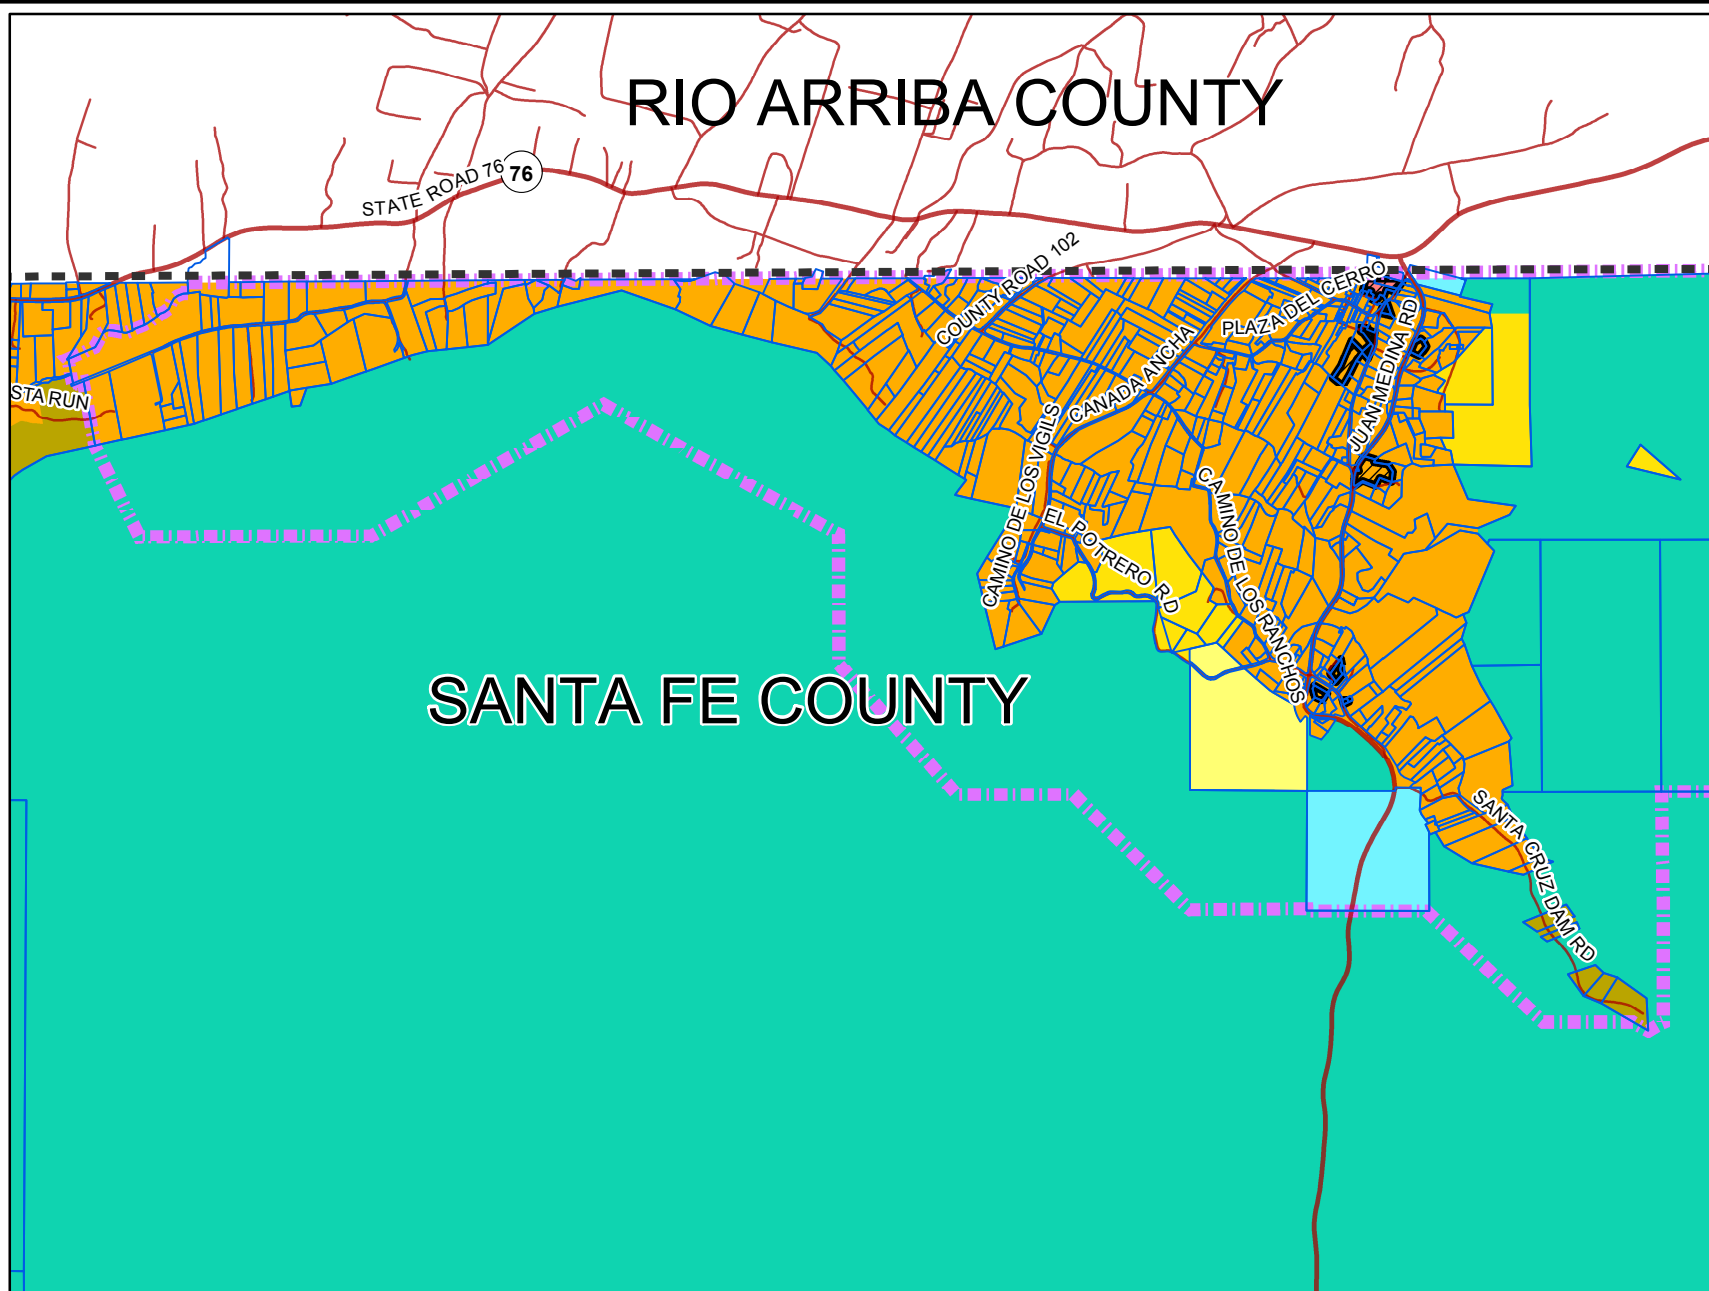 RIO ARRIBA COUNTY
STATE ROAD 76
76
COUNTY ROAD 102
PLAZA DEL CERRO
CANADA ANCHA
JUAN MEDINA RD
STA RUN
CAMINO DE LOS VIGILS
EL POTRERO RD
CAMINO DE LOS RANCHOS
SANTA FE COUNTY
SANTA CRUZ DAM RD